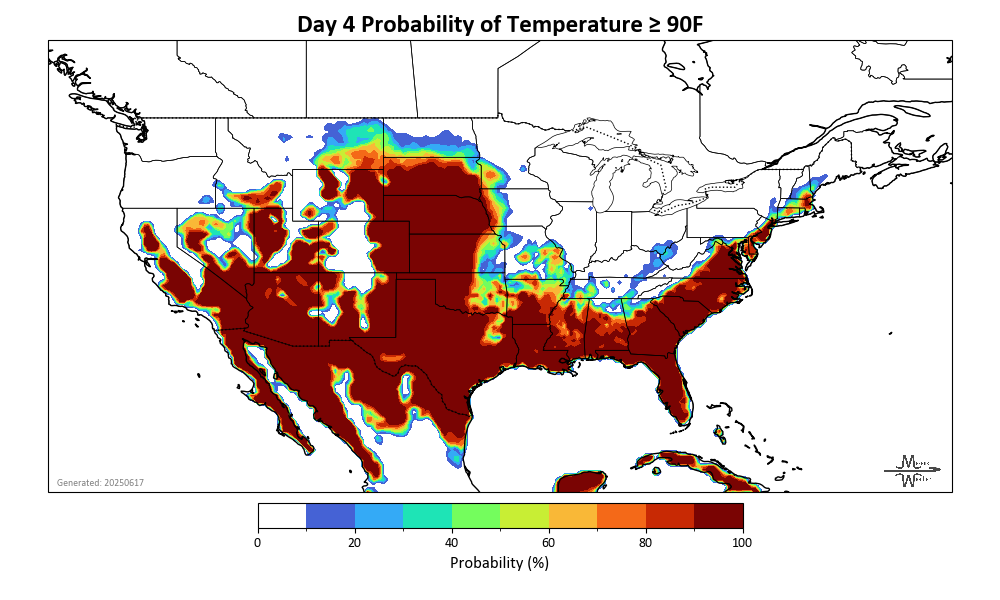 Day 4 Probability of Temperature ≥ 90F
Generated: 20250617
0 20 40 60 80 100
Probability (%)